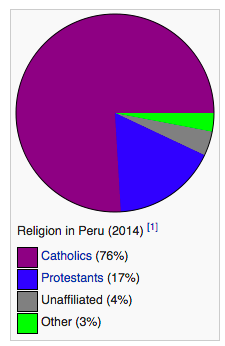 Religion in Peru (2014) [1]
Catholics (76%)
Protestants (17%)
Unaffiliated (4%)
Other (3%)